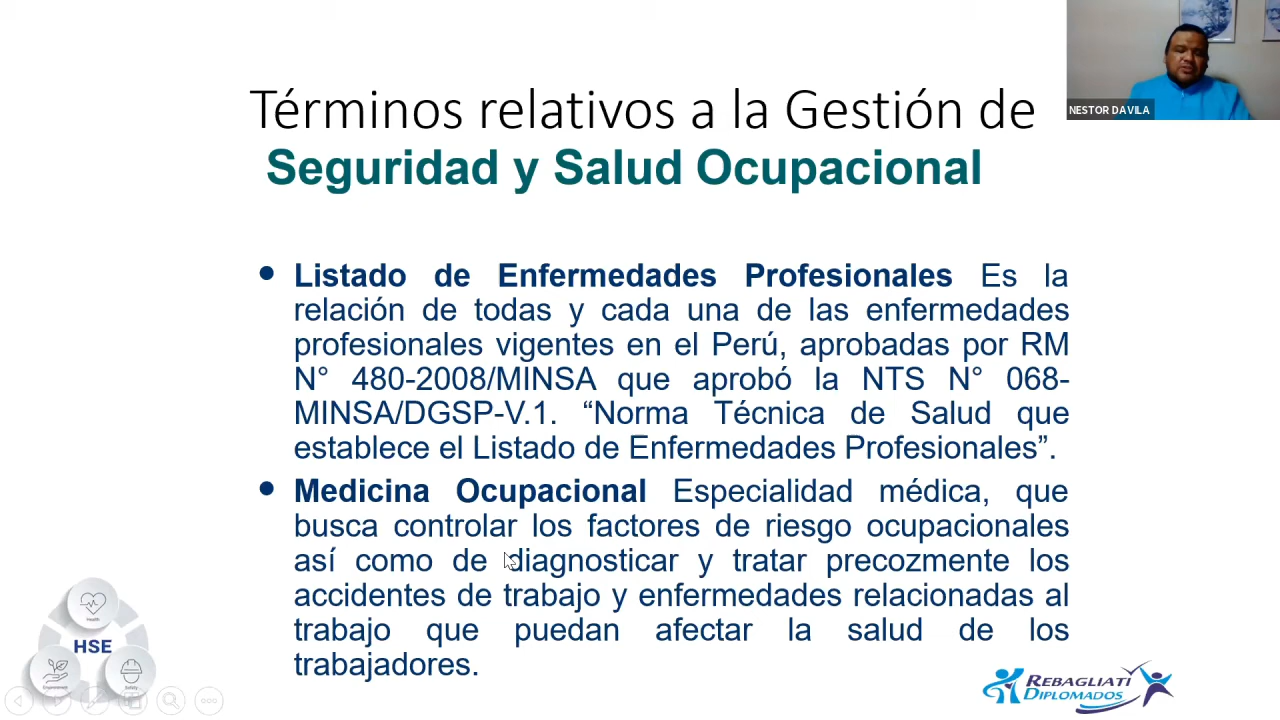 NESTOR DAVILA
Términos relativos a la Gestión de
Seguridad y Salud Ocupacional
• Listado de Enfermedades Profesionales Es la
relación de todas y cada una de las enfermedades
profesionales vigentes en el Perú, aprobadas por RM
N° 480-2008/MINSA que aprobó la NTS N° 068-
MINSA/DGSP-V.1. “Norma Técnica de Salud que
establece el Listado de Enfermedades Profesionales”.
• Medicina Ocupacional Especialidad médica, que
busca controlar los factores de riesgo ocupacionales
así como de diagnosticar y tratar precozmente los
accidentes de trabajo y enfermedades relacionadas al
trabajo que puedan afectar la salud de los
trabajadores.
Health
HSE
Environment
Safety
REBAGLIATI
DIPLOMADOS